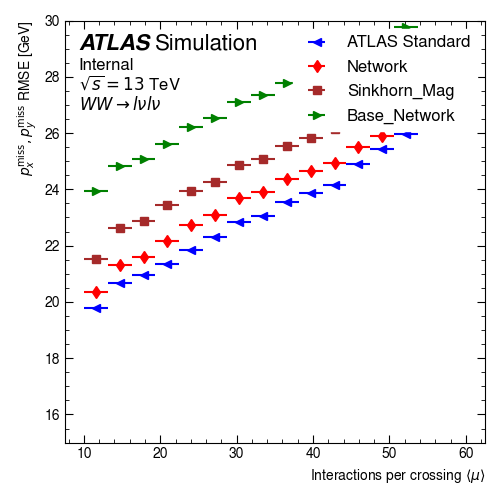 ATLAS Simulation
Internal
√s = 13 TeV
WW → lνlν
ATLAS Standard
Network
Sinkhorn_Mag
Base_Network
p_x^miss, p_y^miss RMSE [GeV]
30
28
26
24
22
20
18
16
10 20 30 40 50 60
Interactions per crossing ⟨μ⟩